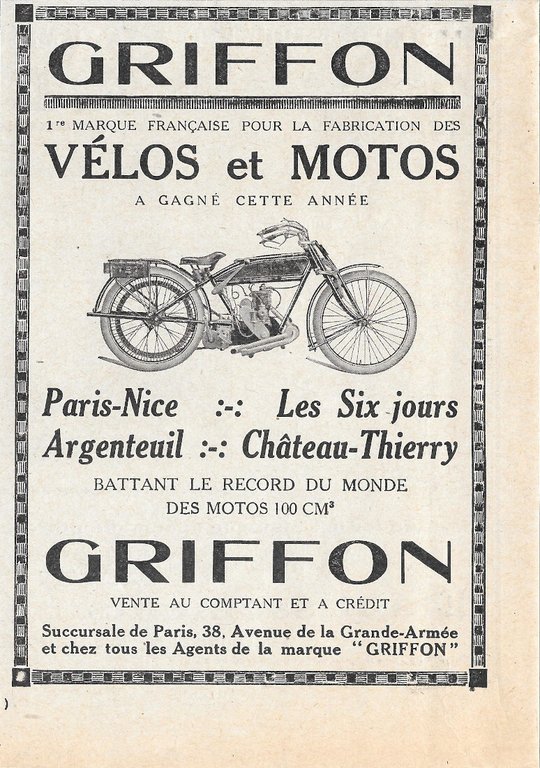 GRIFFON
1re MARQUE FRANÇAISE POUR LA FABRICATION DES
VÉLOS et MOTOS
A GAGNÉ CETTE ANNÉE
Paris-Nice :-: Les Six jours
Argenteuil :-: Château-Thierry
BATTANT LE RECORD DU MONDE
DES MOTOS 100 CM³
GRIFFON
VENTE AU COMPTANT ET A CRÉDIT
Succursale de Paris, 38, Avenue de la Grande-Armée
et chez tous les Agents de la marque "GRIFFON"
)